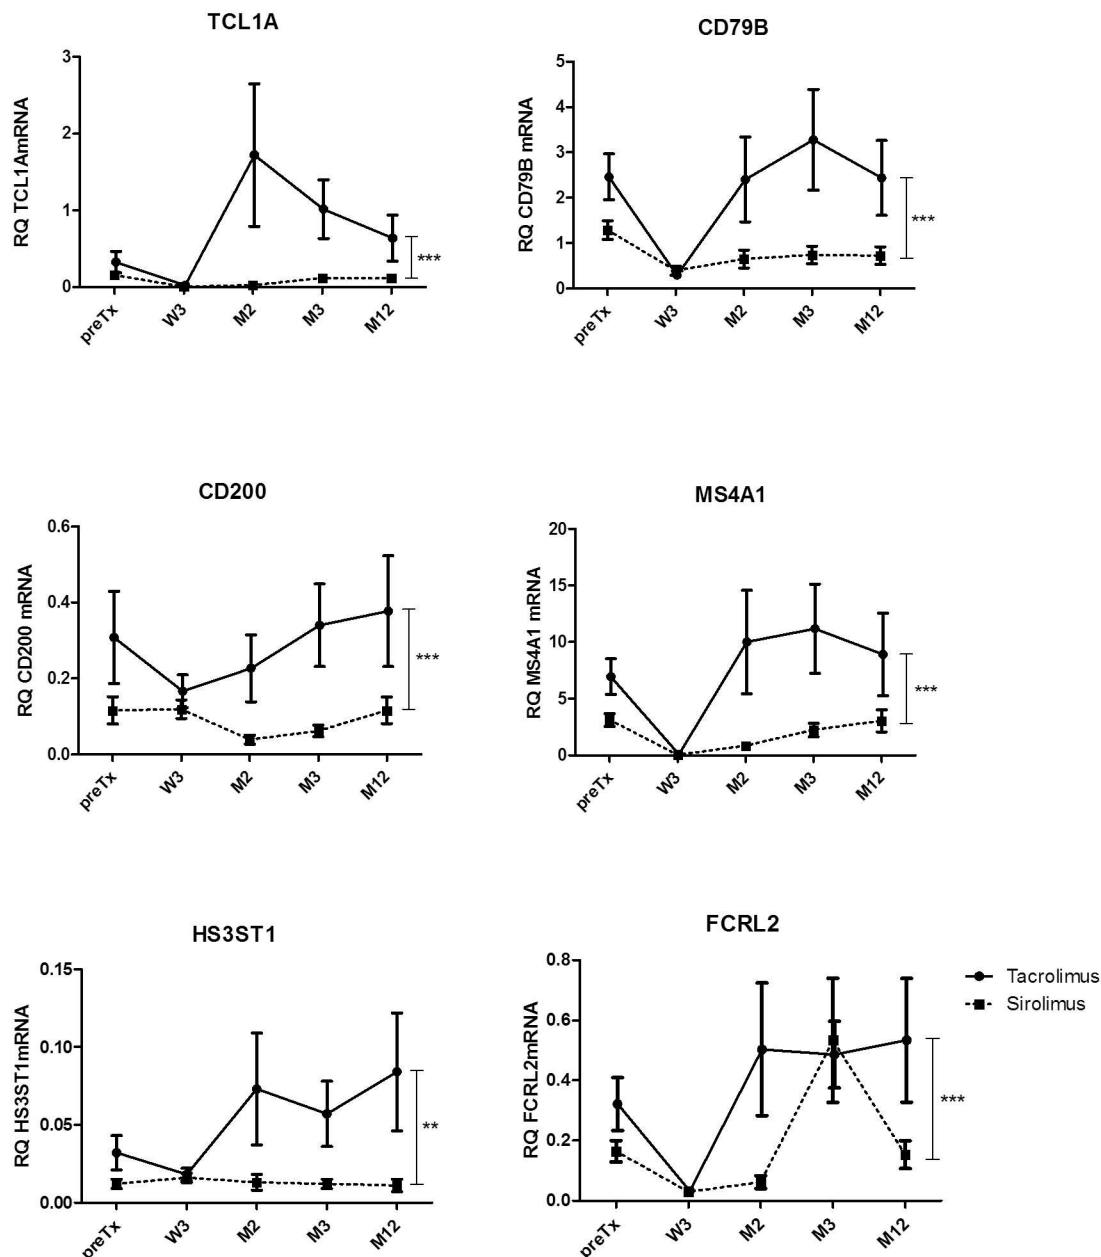 TCL1A
RQ TCL1AmRNA
3
2
1
0
preTx
W3
M2
M3
M12
***
CD79B
RQ CD79B mRNA
5
4
3
2
1
0
preTx
W3
M2
M3
M12
***
CD200
RQ CD200 mRNA
0.6
0.4
0.2
0.0
preTx
W3
M2
M3
M12
***
MS4A1
RQ MS4A1 mRNA
20
15
10
5
0
preTx
W3
M2
M3
M12
***
HS3ST1
RQ HS3ST1mRNA
0.15
0.10
0.05
0.00
preTx
W3
M2
M3
M12
**
FCRL2
RQ FCRL2mRNA
0.8
0.6
0.4
0.2
0.0
preTx
W3
M2
M3
M12
***
Tacrolimus
Sirolimus